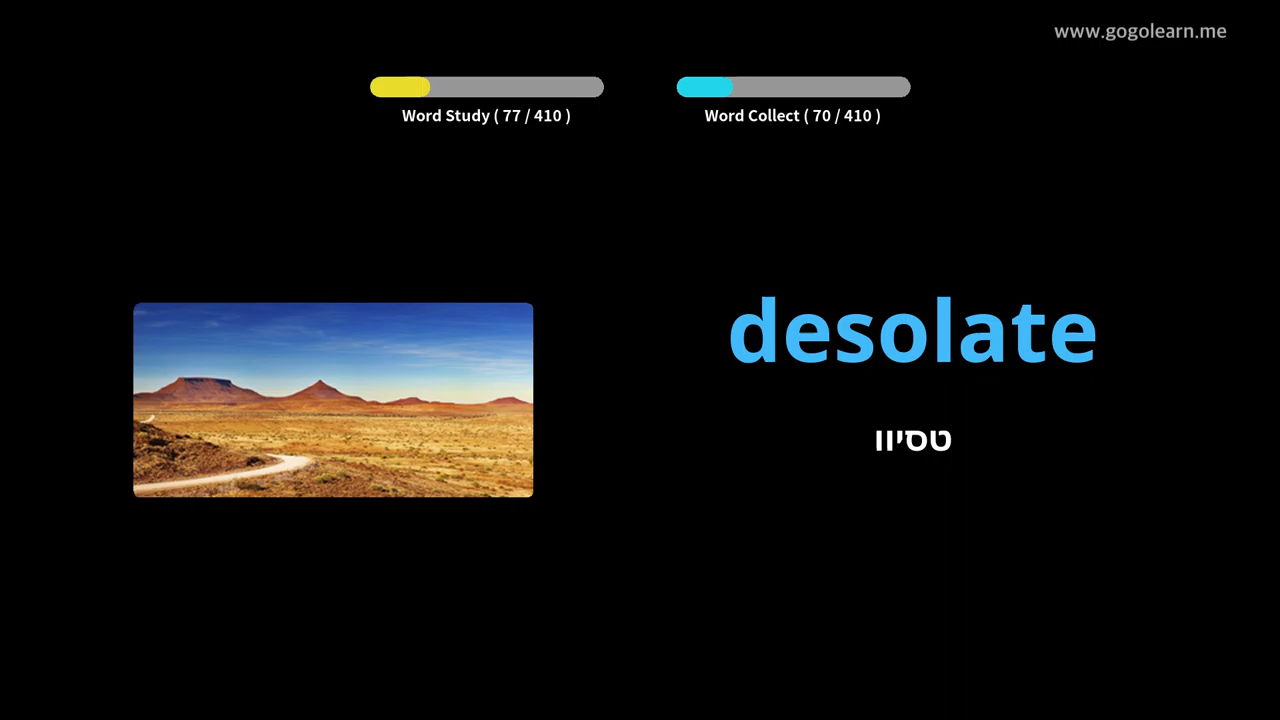 www.gogolearn.me
Word Study ( 77 / 410 )
Word Collect ( 70 / 410 )
desolate
טסיוו